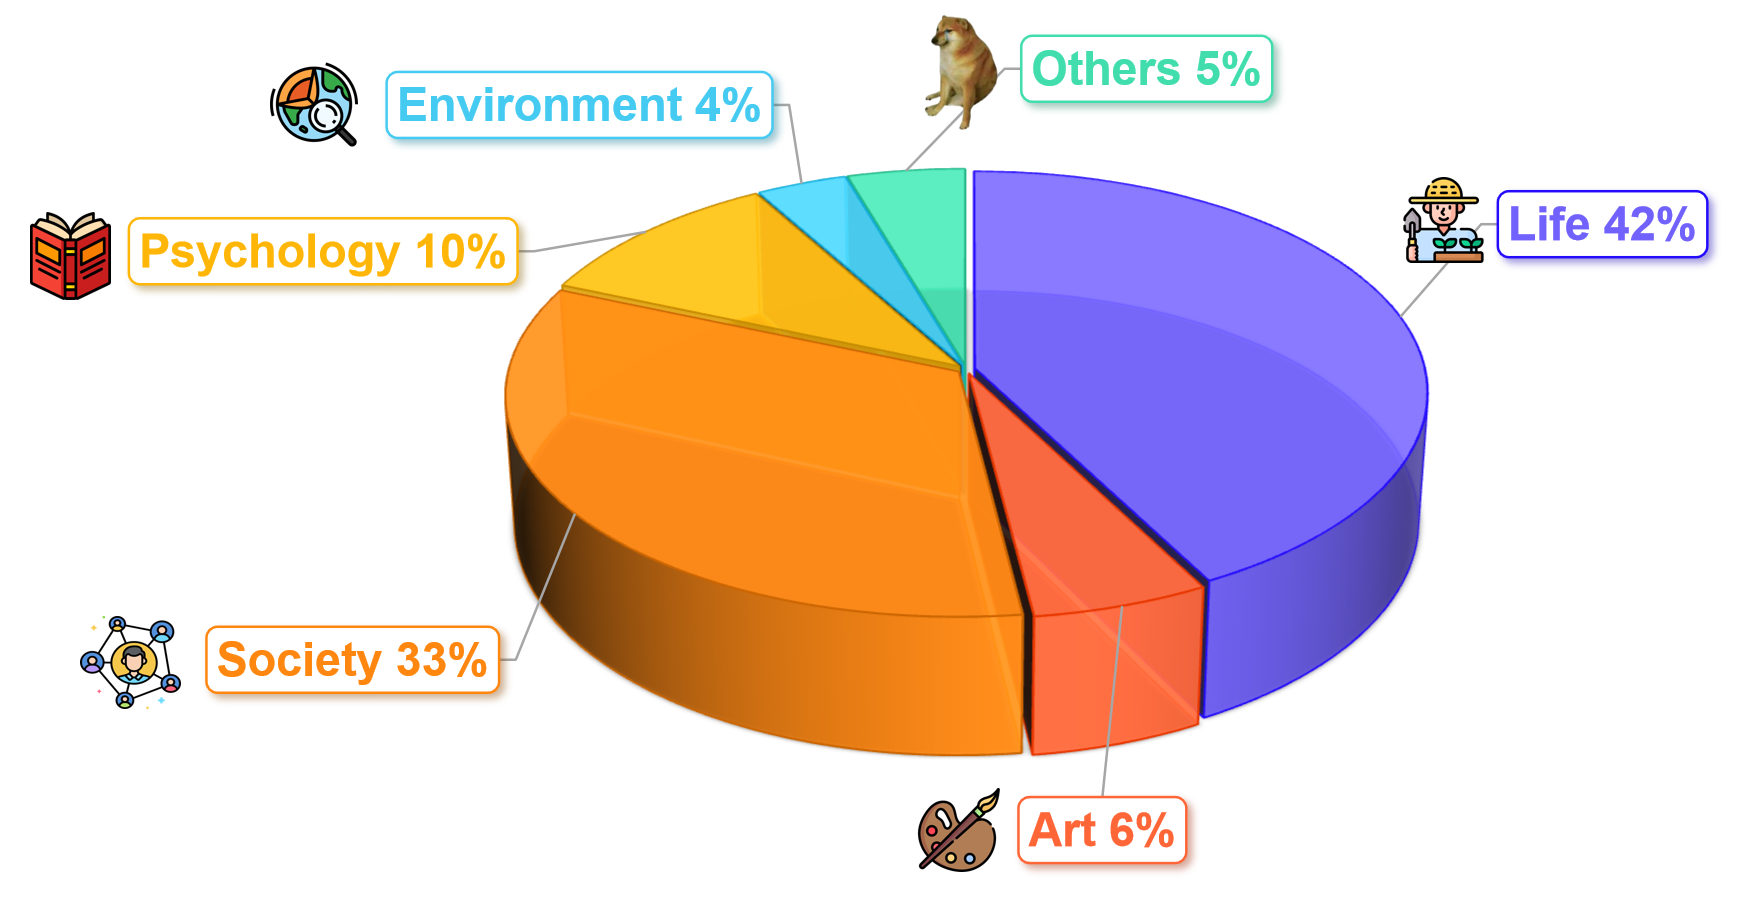 Others 5%
Environment 4%
Life 42%
Psychology 10%
Society 33%
Art 6%